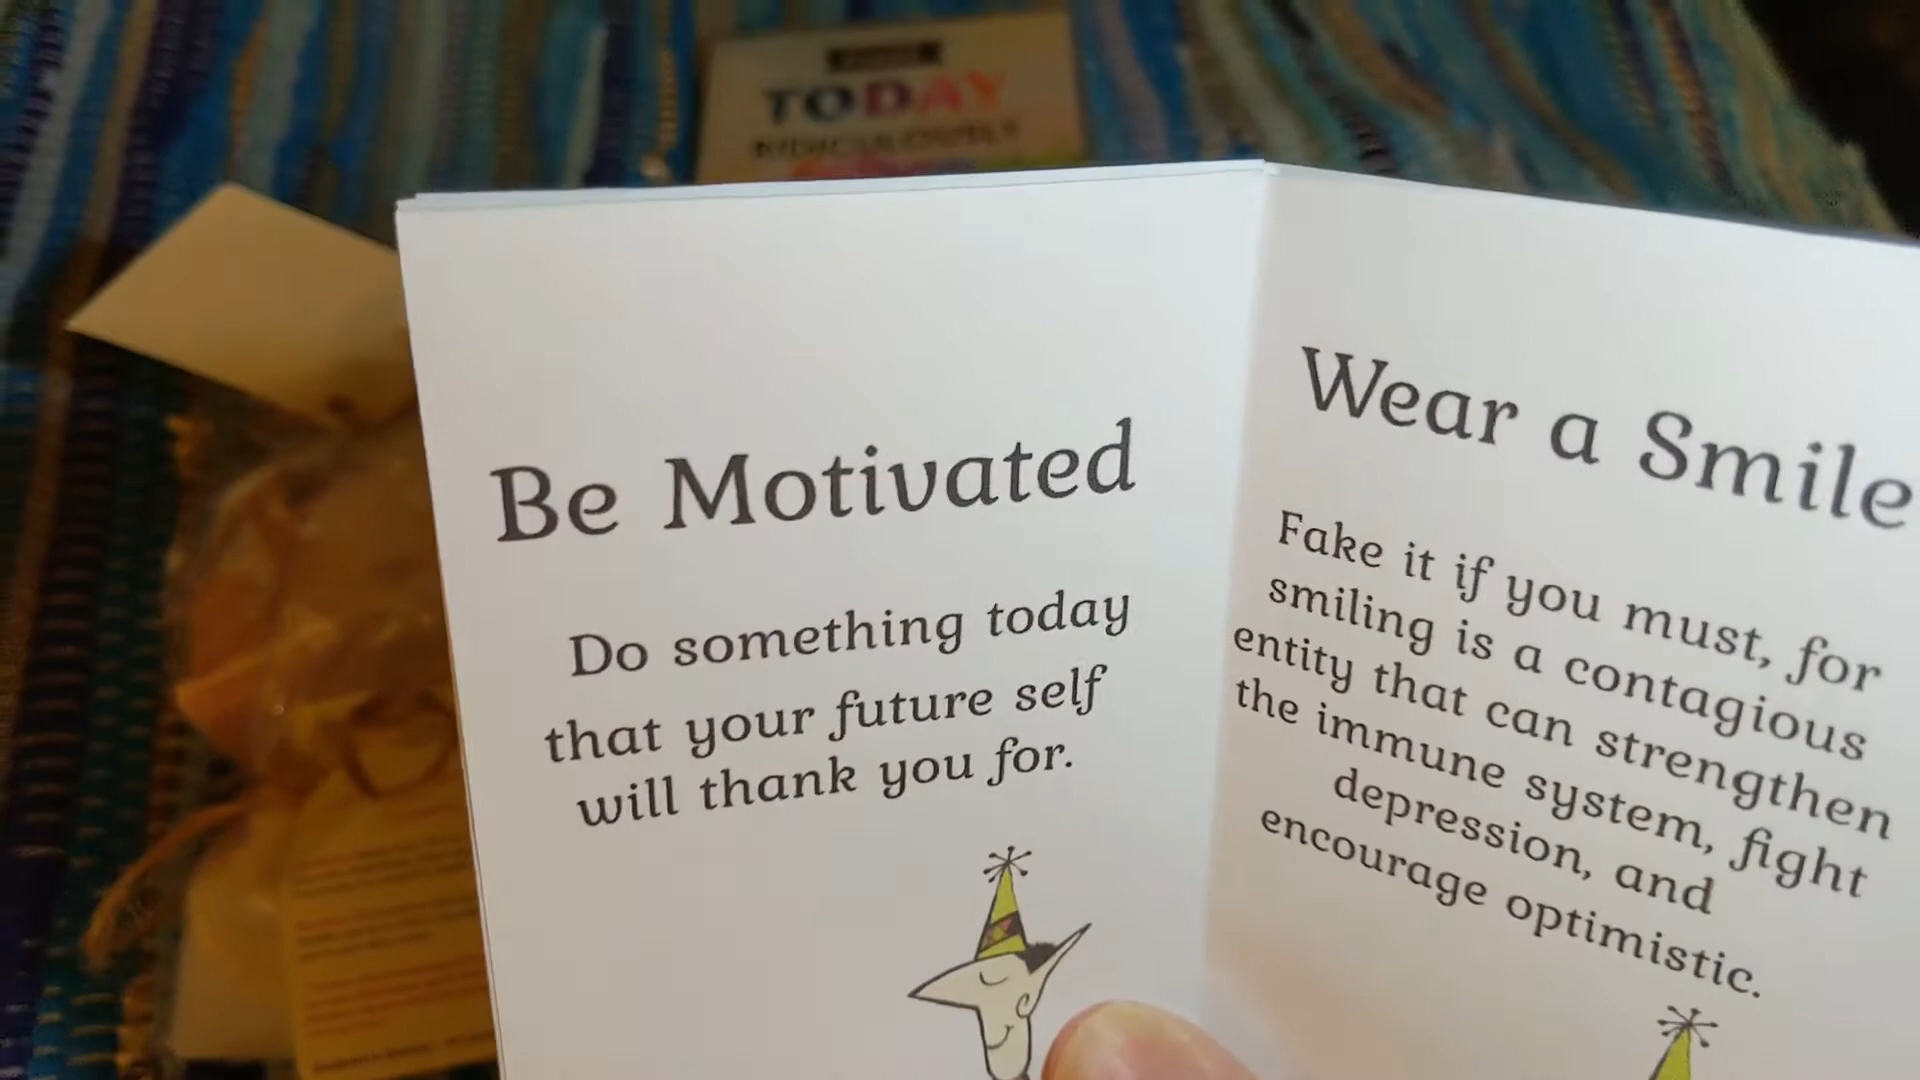 TODAY
RIDICULOUSLY
Be Motivated
Do something today
that your future self
will thank you for.
Wear a Smile
Fake it if you must, for
smiling is a contagious
entity that can strengthen
the immune system, fight
depression, and
encourage optimistic.